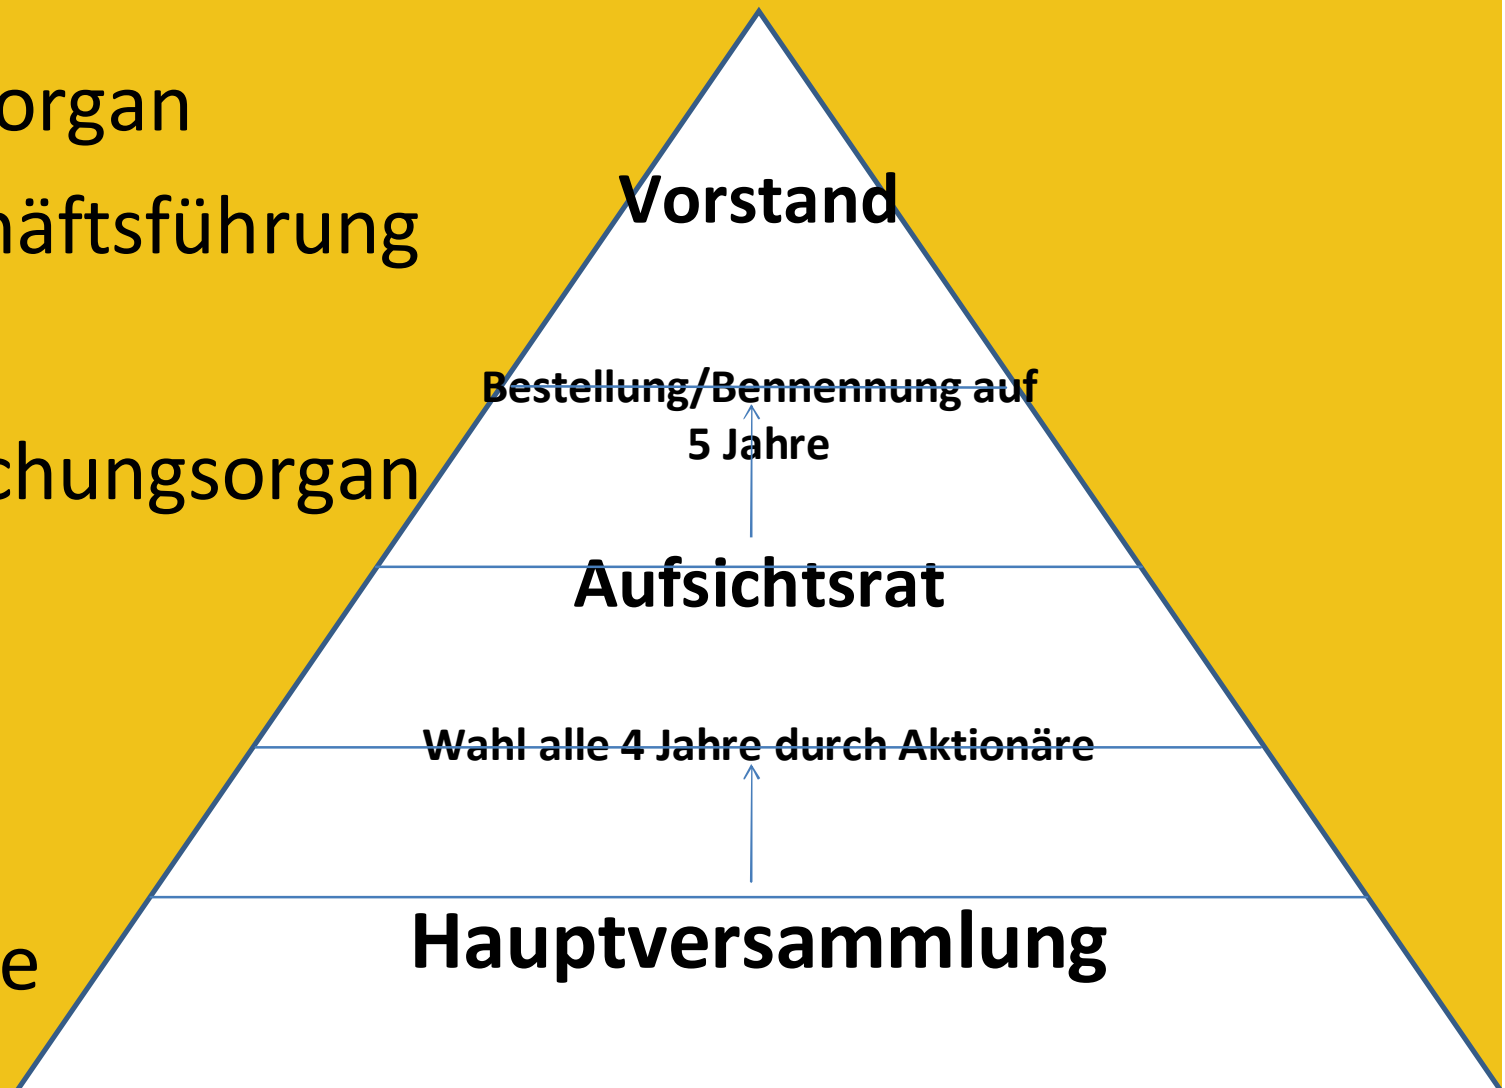 organ
Vorstand
häftsführung
Bestellung/Bennennung auf
5 Jahre
chungsorgan
Aufsichtsrat
Wahl alle 4 Jahre durch Aktionäre
Hauptversammlung
e